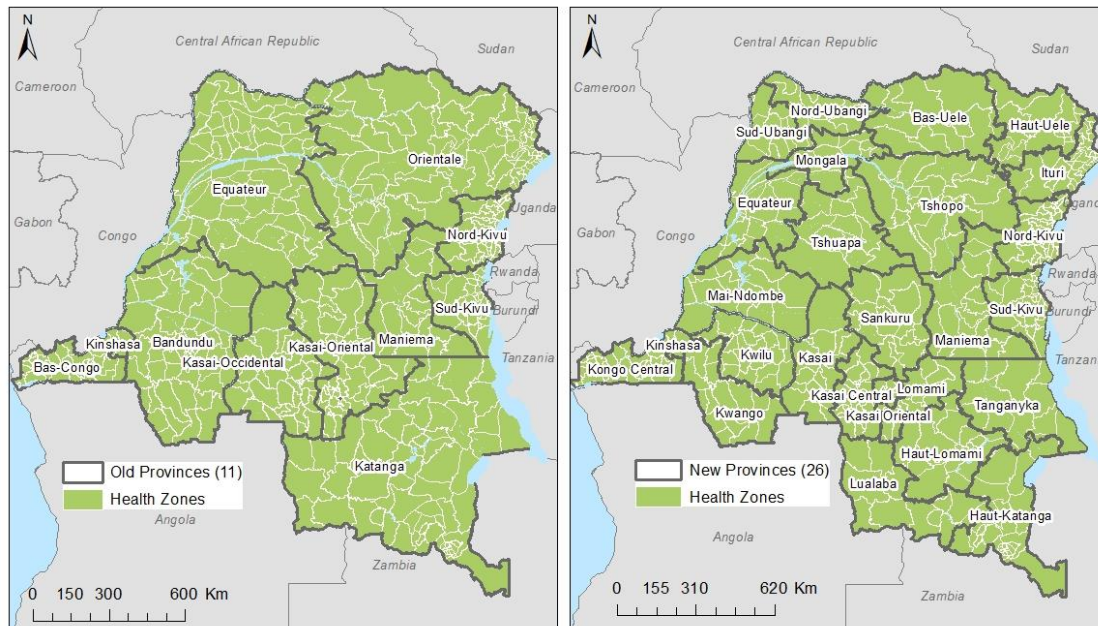 N
Central African Republic
Sudan
Cameroon
Orientale
Equateur
Gabon
Congo
Uganda
Nord-Kivu
Rwanda
Burundi
Sud-Kivu
Kinshasa
Bandundu
Kasai-Oriental
Maniema
Tanzania
Bas-Congo
Kasai-Occidental
Katanga
Old Provinces (11)
Health Zones
Angola
Zambia
0 150 300 600 Km
N
Central African Republic
Sudan
Cameroon
Nord-Ubangi
Bas-Uele
Sud-Ubangi
Haut-Uele
Mongala
Ituri
Equateur
Tshopo
Gabon
Congo
Tshuapa
Nord-Kivu
Rwanda
Mai-Ndombe
Sankuru
Sud-Kivu
Burundi
Kinshasa
Kwilu
Kasai
Maniema
Kongo Central
Lomami
Kasai Central
Tanganyika
Kwango
Kasai Oriental
Haut-Lomami
New Provinces (26)
Lualaba
Health Zones
Haut-Katanga
Angola
Zambia
0 155 310 620 Km